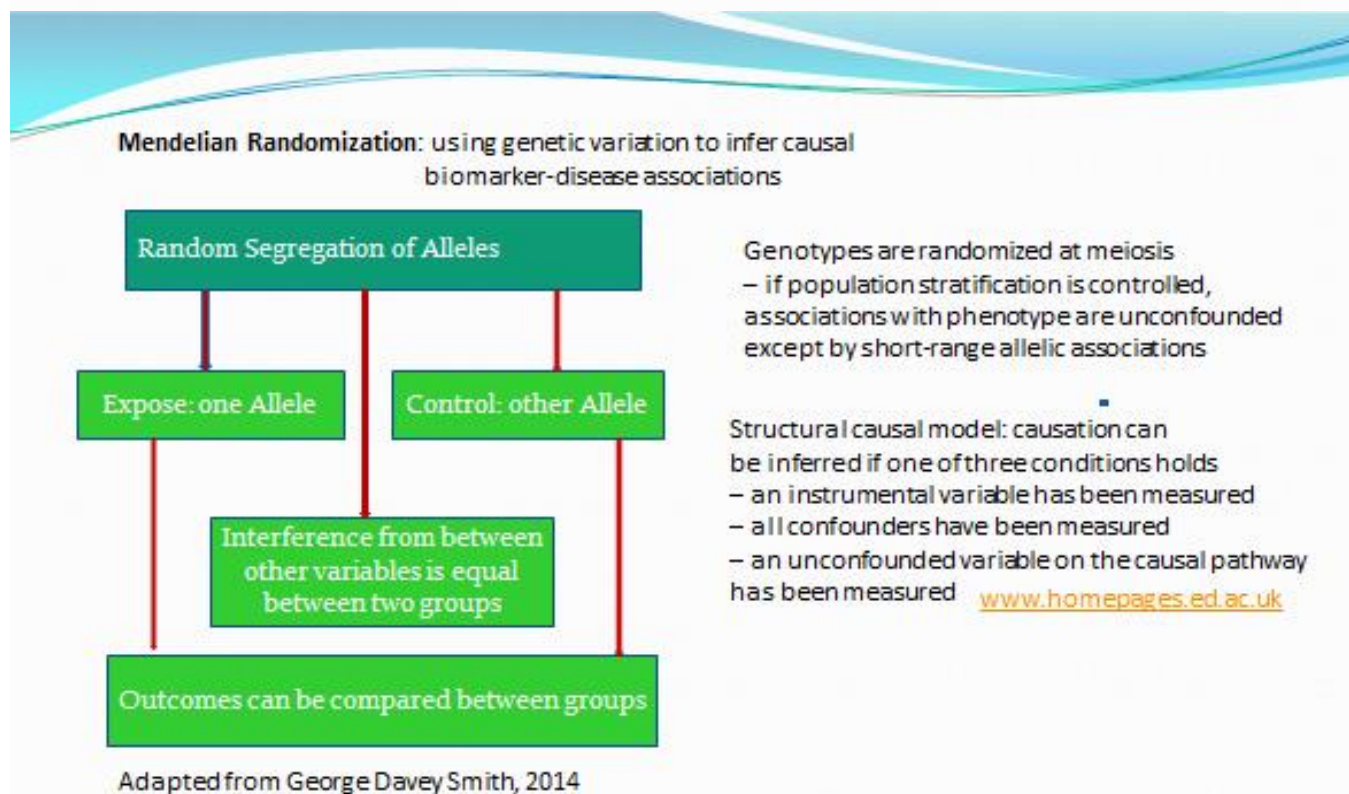 Mendelian Randomization: using genetic variation to infer causal
biomarker-disease associations
Random Segregation of Alleles
Expose: one Allele
Control: other Allele
Interference from between
other variables is equal
between two groups
Outcomes can be compared between groups
Adapted from George Davey Smith, 2014
Genotypes are randomized at meiosis
– if population stratification is controlled,
associations with phenotype are unconfounded
except by short-range allelic associations
Structural causal model: causation can
be inferred if one of three conditions holds
– an instrumental variable has been measured
– all confounders have been measured
– an unconfounded variable on the causal pathway
has been measured www.homepages.ed.ac.uk